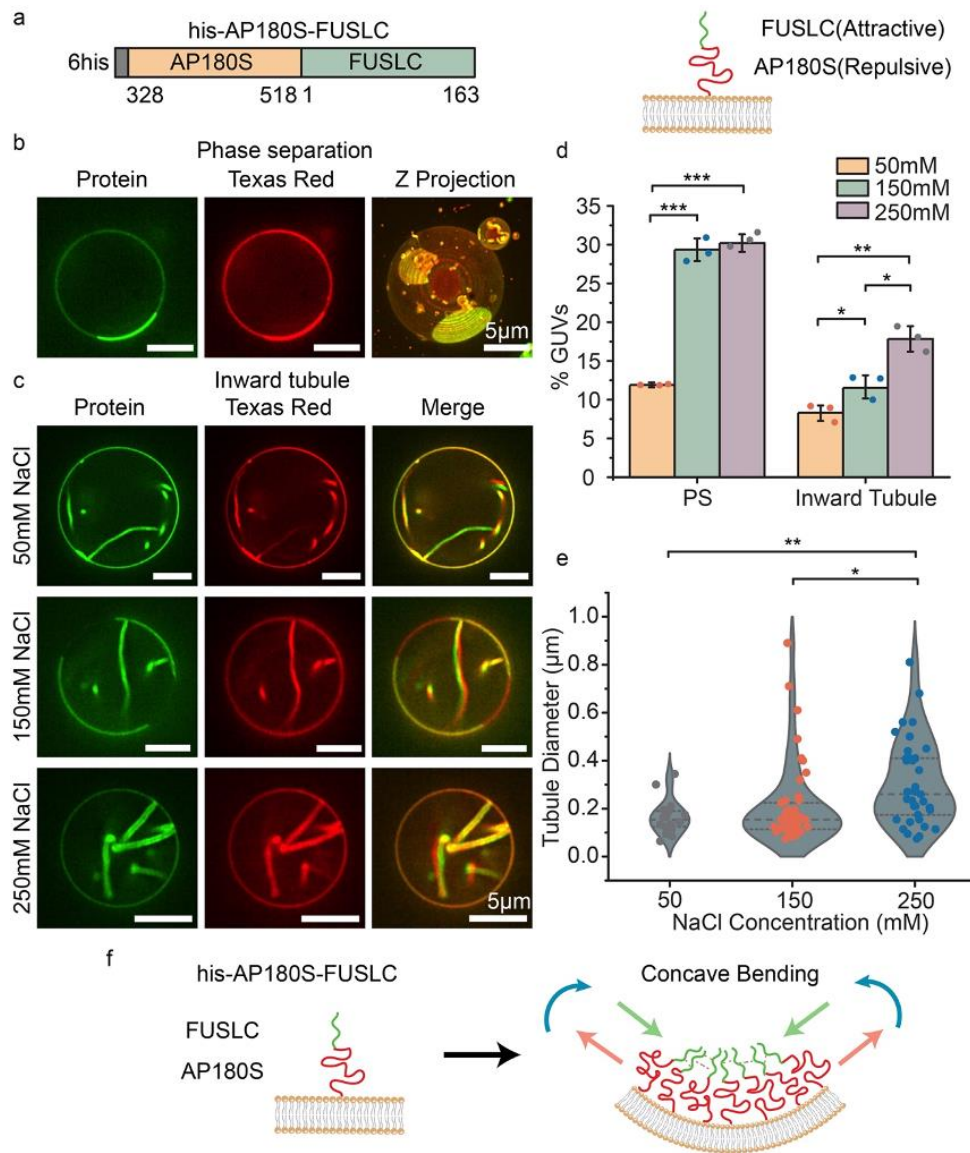 a
his-AP180S-FUSLC
6his AP180S FUSLC
328 518 1 163
FUSLC(Attractive)
AP180S(Repulsive)
b
Phase separation
Protein Texas Red Z Projection
5μm
c
Inward tubule
Protein Texas Red Merge
50mM NaCl
150mM NaCl
250mM NaCl
5μm
d
50mM
150mM
250mM
*** *** ** * *
% GUVs
35
30
25
20
15
10
5
0
PS Inward Tubule
e
**
*
Tubule Diameter (μm)
1.0
0.8
0.6
0.4
0.2
0.0
50 150 250
NaCl Concentration (mM)
f
his-AP180S-FUSLC
FUSLC
AP180S
Concave Bending